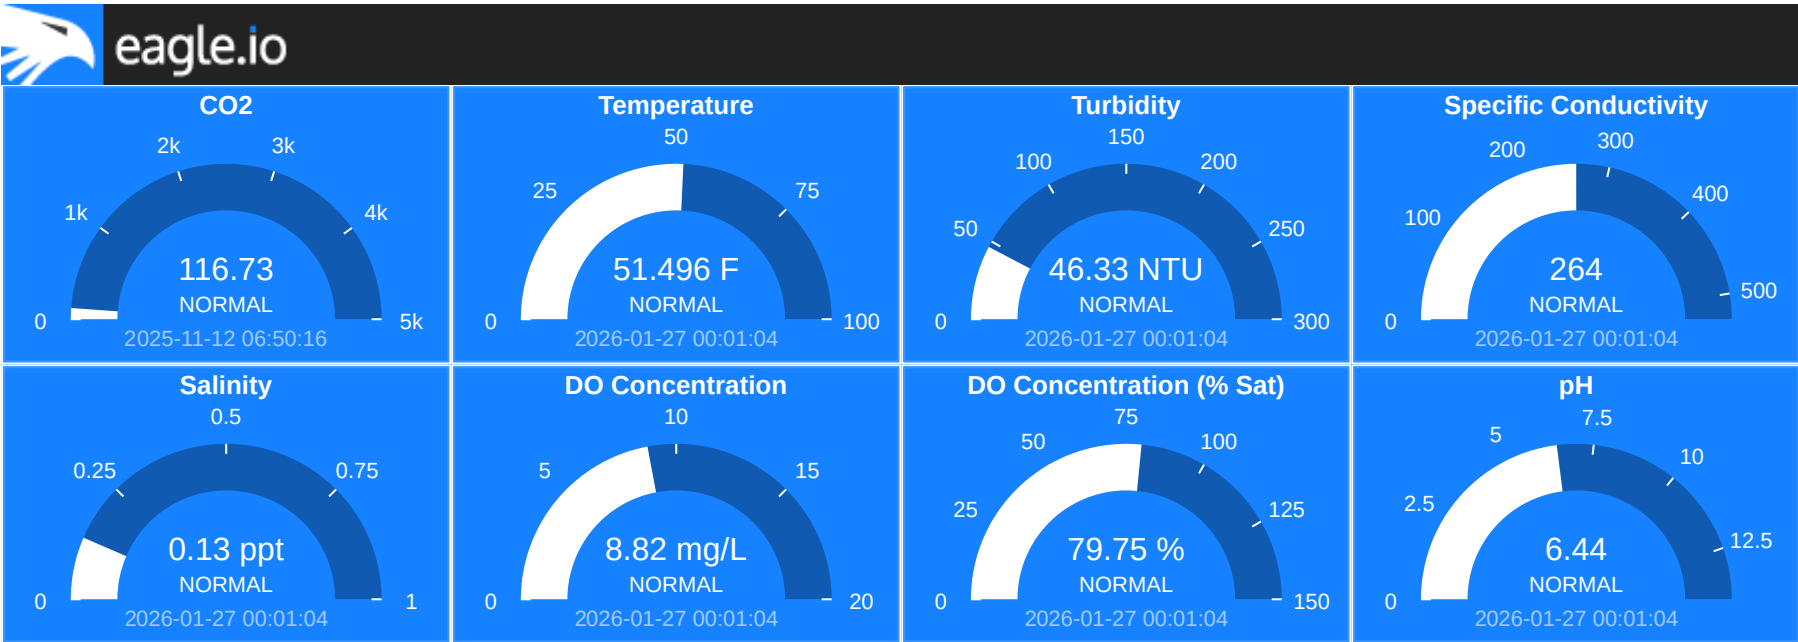 eagle.io
CO2
0
1k
2k
3k
4k
5k
116.73
NORMAL
2025-11-12 06:50:16
Temperature
0
25
50
75
100
51.496 F
NORMAL
2026-01-27 00:01:04
Turbidity
0
50
100
150
200
250
300
46.33 NTU
NORMAL
2026-01-27 00:01:04
Specific Conductivity
0
100
200
300
400
500
264
NORMAL
2026-01-27 00:01:04
Salinity
0
0.25
0.5
0.75
1
0.13 ppt
NORMAL
2026-01-27 00:01:04
DO Concentration
0
5
10
15
20
8.82 mg/L
NORMAL
2026-01-27 00:01:04
DO Concentration (% Sat)
0
25
50
75
100
125
150
79.75 %
NORMAL
2026-01-27 00:01:04
pH
0
2.5
5
7.5
10
12.5
6.44
NORMAL
2026-01-27 00:01:04